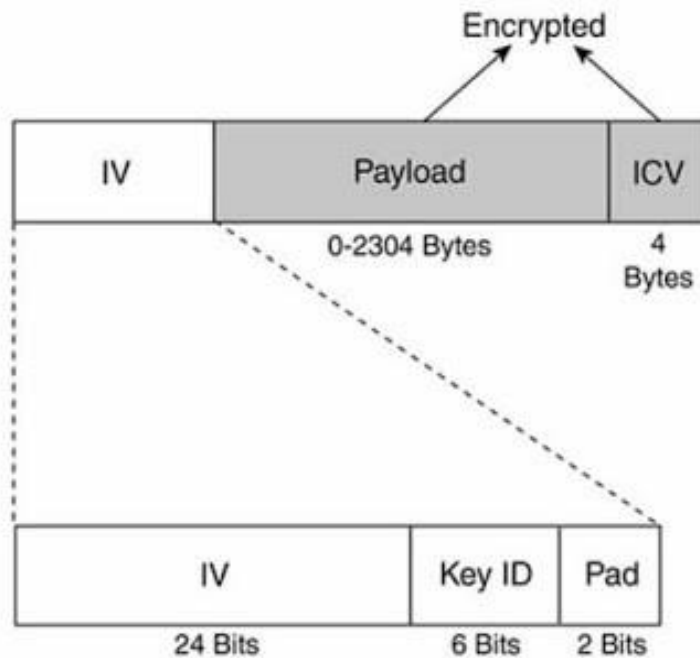 Encrypted
IV Payload ICV
0-2304 Bytes 4
Bytes
IV Key ID Pad
24 Bits 6 Bits 2 Bits